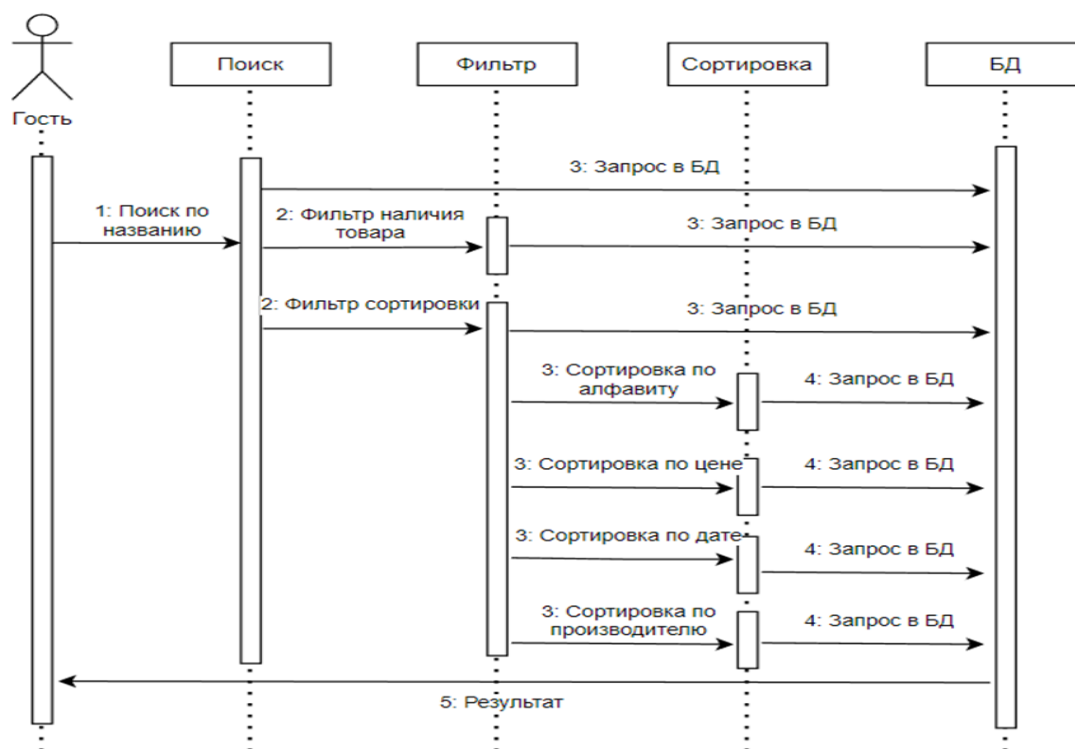 Гость
Поиск
Фильтр
Сортировка
БД
3: Запрос в БД
1: Поиск по
названию
2: Фильтр наличия
товара
3: Запрос в БД
2: Фильтр сортировки
3: Запрос в БД
3: Сортировка по
алфавиту
4: Запрос в БД
3: Сортировка по цене
4: Запрос в БД
3: Сортировка по дате
4: Запрос в БД
3: Сортировка по
производителю
4: Запрос в БД
5: Результат